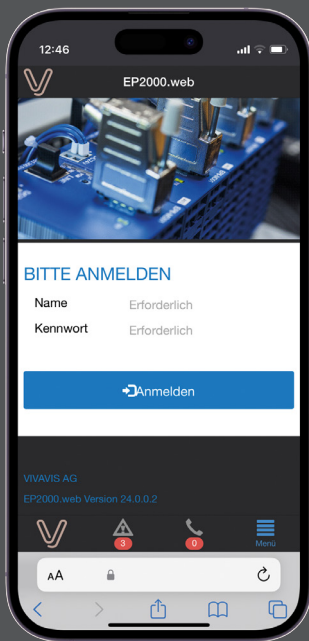 12:46
EP2000.web
BITTE ANMELDEN
Name Erforderlich
Kennwort Erforderlich
Anmelden
VIVAVIS AG
EP2000.web Version 24.0.0.2
3 0 Menü
AA